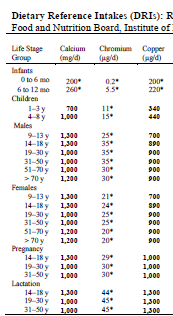 Dietary Reference Intakes (DRIs): R
Food and Nutrition Board, Institute of
Life Stage Calcium Chromium Copper
Group (mg/d) (µg/d) (µg/d)
Infants
0 to 6 mo 200* 0.2* 200*
6 to 12 mo 260* 5.5* 220*
Children
1–3 y 700 11* 340
4–8 y 1,000 15* 440
Males
9–13 y 1,300 25* 700
14–18 y 1,300 35* 890
19–30 y 1,000 35* 900
31–50 y 1,000 35* 900
51–70 y 1,000 30* 900
> 70 y 1,200 30* 900
Females
9–13 y 1,300 21* 700
14–18 y 1,300 24* 890
19–30 y 1,000 25* 900
31–50 y 1,000 25* 900
51–70 y 1,200 20* 900
> 70 y 1,200 20* 900
Pregnancy
14–18 y 1,300 29* 1,000
19–30 y 1,000 30* 1,000
31–50 y 1,000 30* 1,000
Lactation
14–18 y 1,300 44* 1,300
19–30 y 1,000 45* 1,300
31–50 y 1,000 45* 1,300